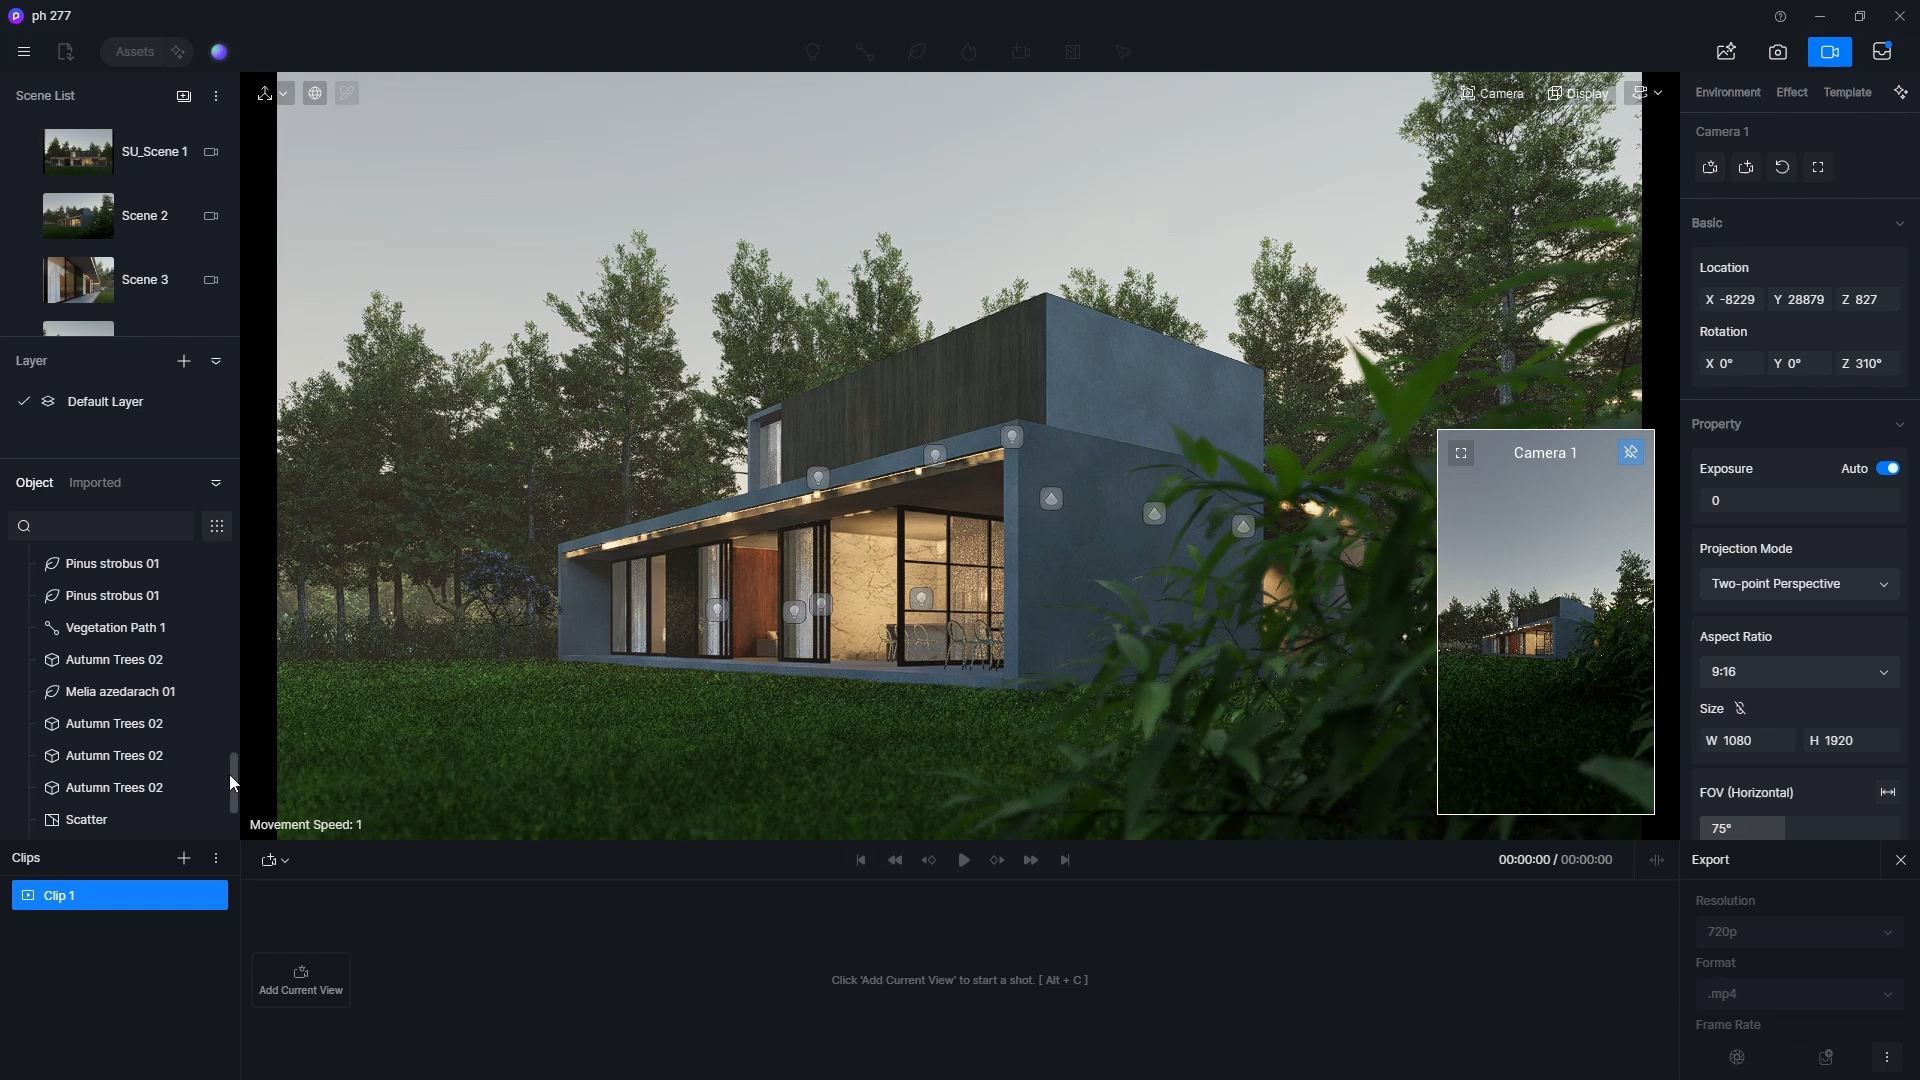 ph 277
Assets
Scene List
SU_Scene 1
Scene 2
Scene 3
Layer
Default Layer
Object Imported
Pinus strobus 01
Pinus strobus 01
Vegetation Path 1
Autumn Trees 02
Melia azedarach 01
Autumn Trees 02
Autumn Trees 02
Autumn Trees 02
Scatter
Camera Display
Camera 1
Movement Speed: 1
Environment Effect Template
Camera 1
Basic
Location
X -8229 Y 28879 Z 827
Rotation
X 0° Y 0° Z 310°
Property
Exposure Auto
0
Projection Mode
Two-point Perspective
Aspect Ratio
9:16
Size
W 1080 H 1920
FOV (Horizontal)
75°
Clips
Clip 1
00:00:00 / 00:00:00
Add Current View
Click 'Add Current View' to start a shot. [ Alt + C ]
Export
Resolution
720p
Format
.mp4
Frame Rate